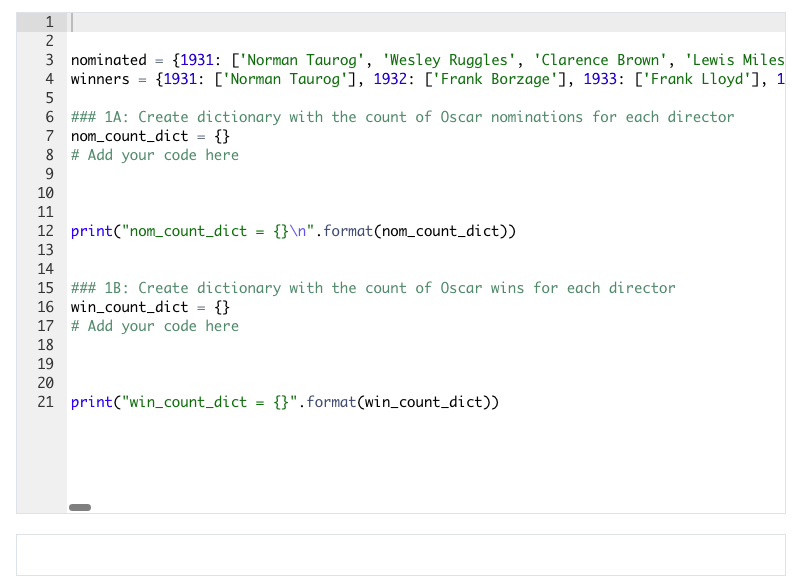 1
2
3 nominated = {1931: ['Norman Taurog', 'Wesley Ruggles', 'Clarence Brown', 'Lewis Miles
4 winners = {1931: ['Norman Taurog'], 1932: ['Frank Borzage'], 1933: ['Frank Lloyd'], 1
5
6 ### 1A: Create dictionary with the count of Oscar nominations for each director
7 nom_count_dict = {}
8 # Add your code here
9
10
11
12 print("nom_count_dict = {}\n".format(nom_count_dict))
13
14
15 ### 1B: Create dictionary with the count of Oscar wins for each director
16 win_count_dict = {}
17 # Add your code here
18
19
20
21 print("win_count_dict = {}".format(win_count_dict))